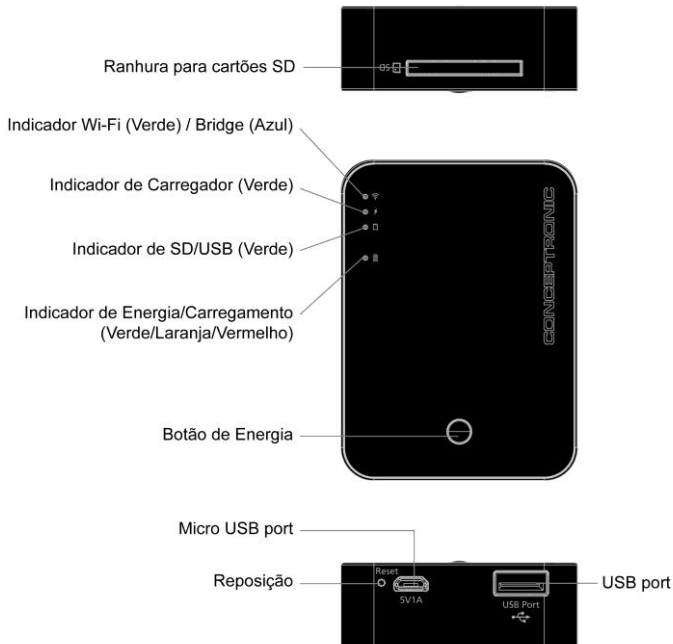 Ranhura para cartões SD
SD
Indicador Wi-Fi (Verde) / Bridge (Azul)
Indicador de Carregador (Verde)
Indicador de SD/USB (Verde)
Indicador de Energia/Carregamento
(Verde/Laranja/Vermelho)
CONCEPTRONIC
Botão de Energia
Micro USB port
Reposição
Reset
5V1A
USB Port
USB port